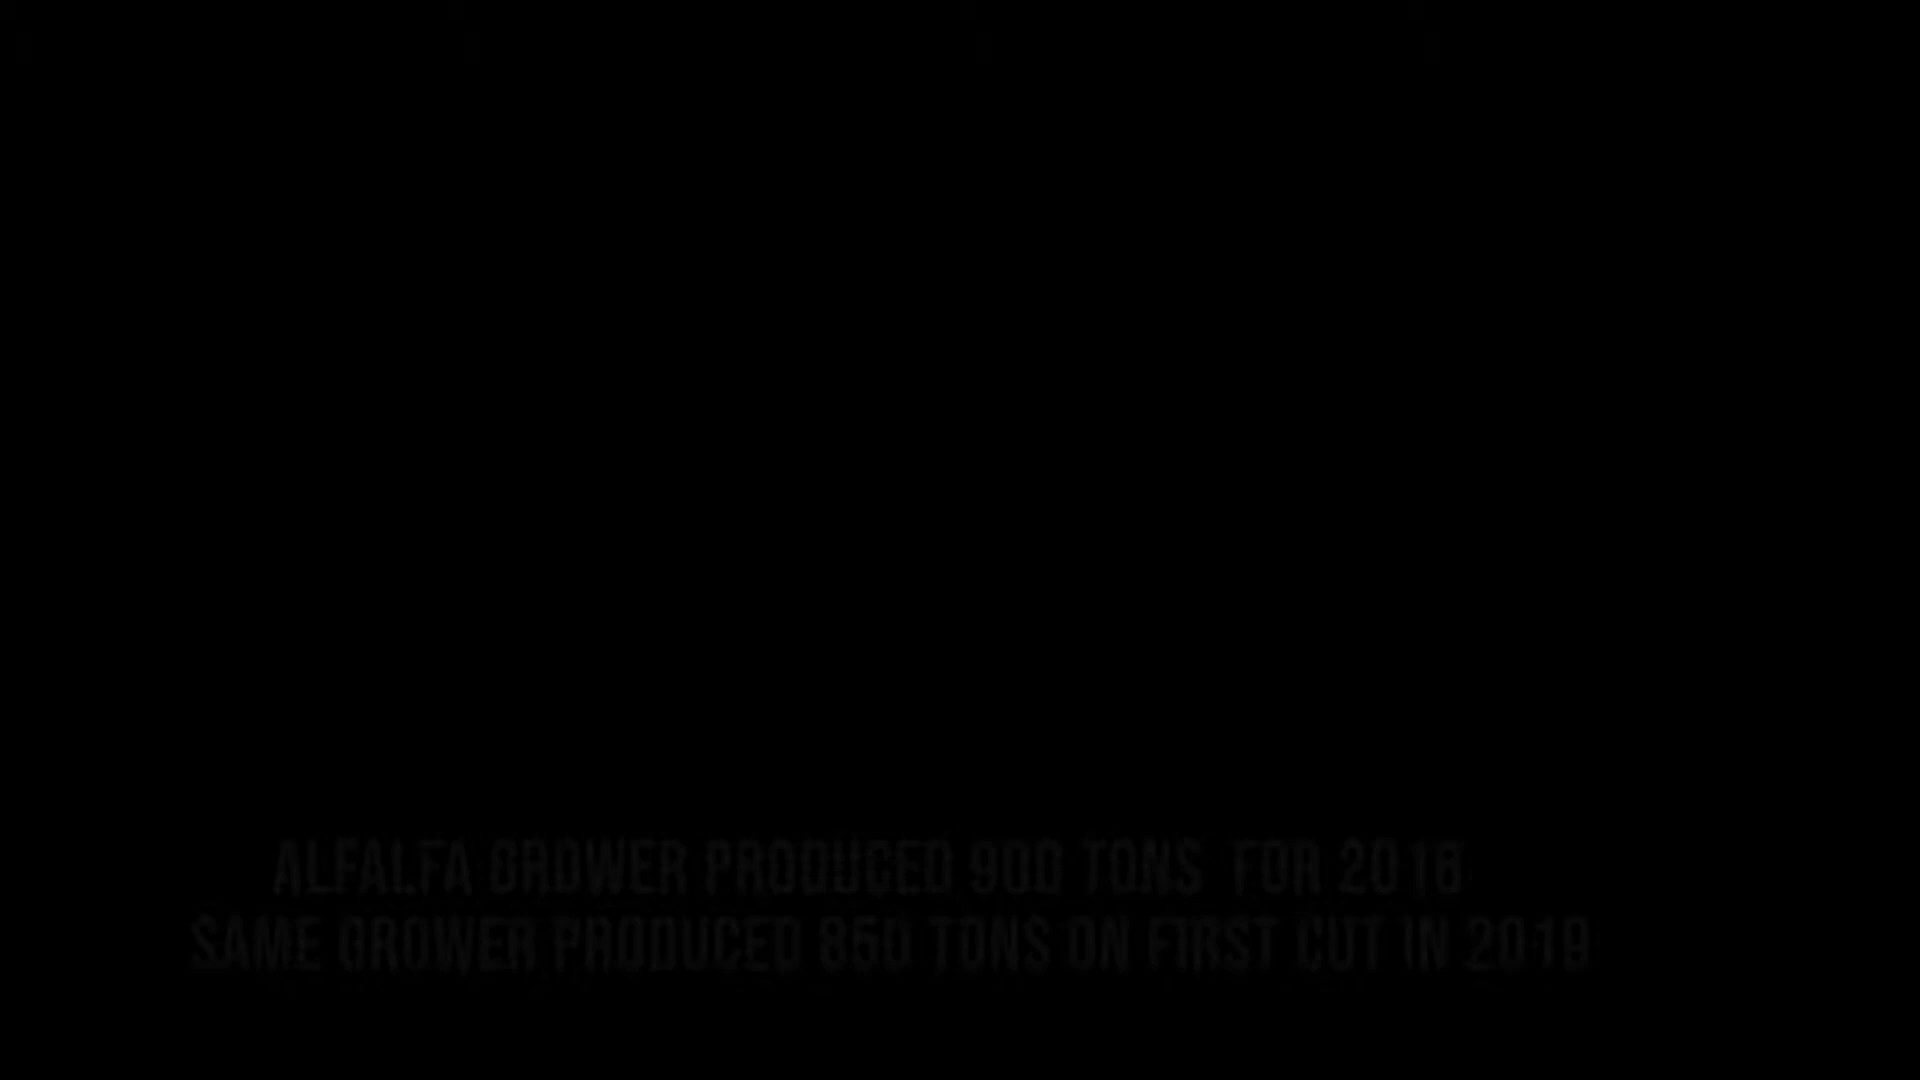 ALFALFA GROWER PRODUCED 900 TONS FOR 2018
SAME GROWER PRODUCED 850 TONS ON FIRST CUT IN 2019